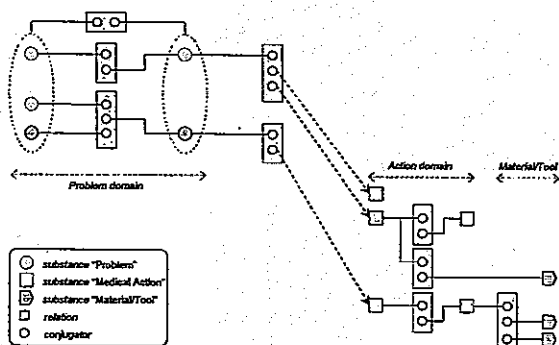 Problem domain
Action domain
Material/Tool
substance "Problem"
substance "Medical Action"
substance "Material/Tool"
relation
conjugator